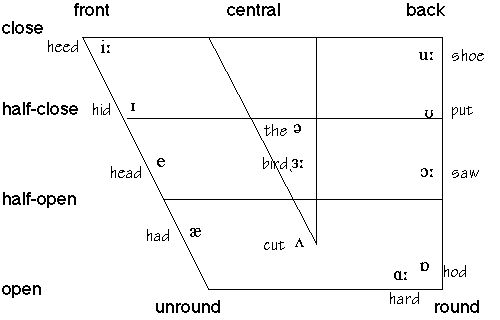 front central back
close
heed iː uː shoe
half-close hid ɪ ʊ put
the ə
bird ɜː
head e ɔː saw
half-open
had æ
cut ʌ
ɑː ɒ hod
open hard
unround round